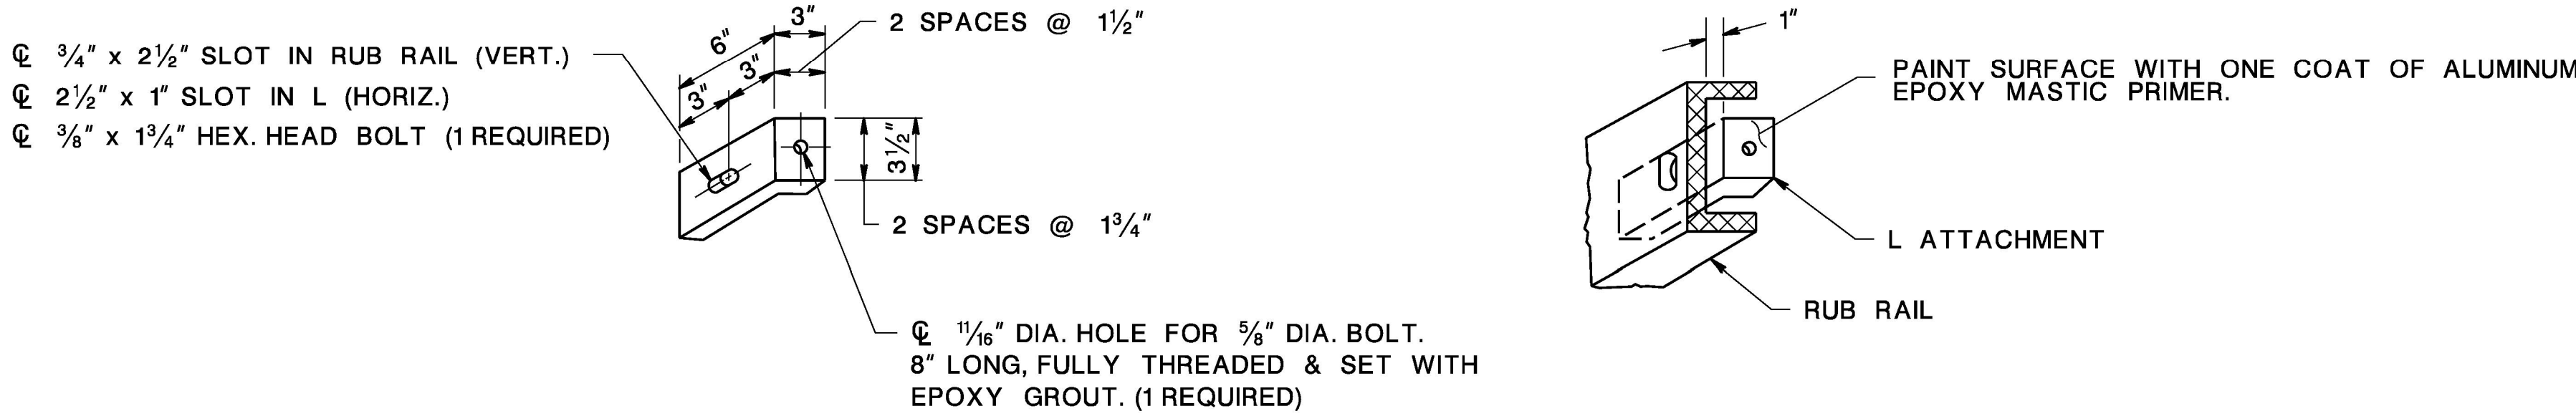 ℄ ¾" x 2½" SLOT IN RUB RAIL (VERT.)
℄ 2½" x 1" SLOT IN L (HORIZ.)
℄ ⅜" x 1¾" HEX. HEAD BOLT (1 REQUIRED)
6"
3"
3"
3"
2 SPACES @ 1½"
3½"
2 SPACES @ 1¾"
℄ 11/16" DIA. HOLE FOR ⅝" DIA. BOLT.
8" LONG, FULLY THREADED & SET WITH
EPOXY GROUT. (1 REQUIRED)
1"
PAINT SURFACE WITH ONE COAT OF ALUMINUM
EPOXY MASTIC PRIMER.
L ATTACHMENT
RUB RAIL